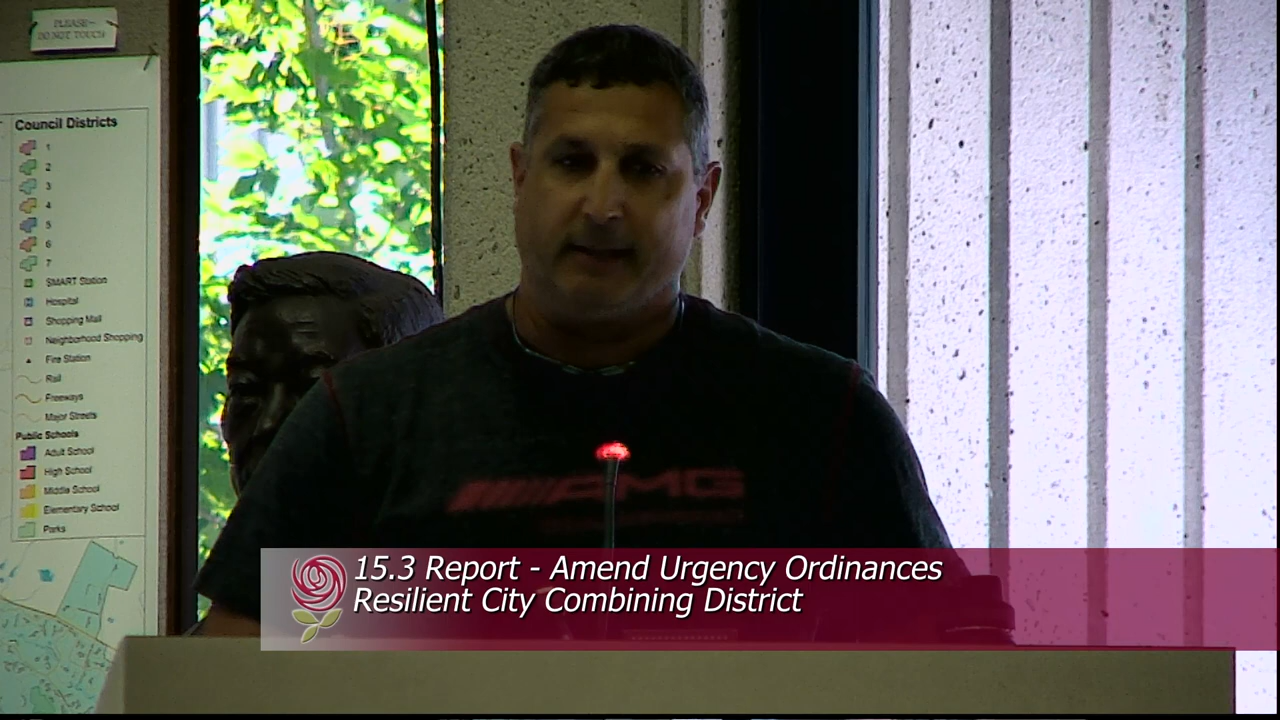 PLEASE~
DO NOT TOUCH
Council Districts
1
2
3
4
5
6
7
SMART Station
Hospital
Shopping Mall
Neighborhood Shopping
Fire Station
Rail
Freeways
Major Streets
Public Schools
Adult School
High School
Middle School
Elementary School
Parks
AMG
15.3 Report - Amend Urgency Ordinances
Resilient City Combining District